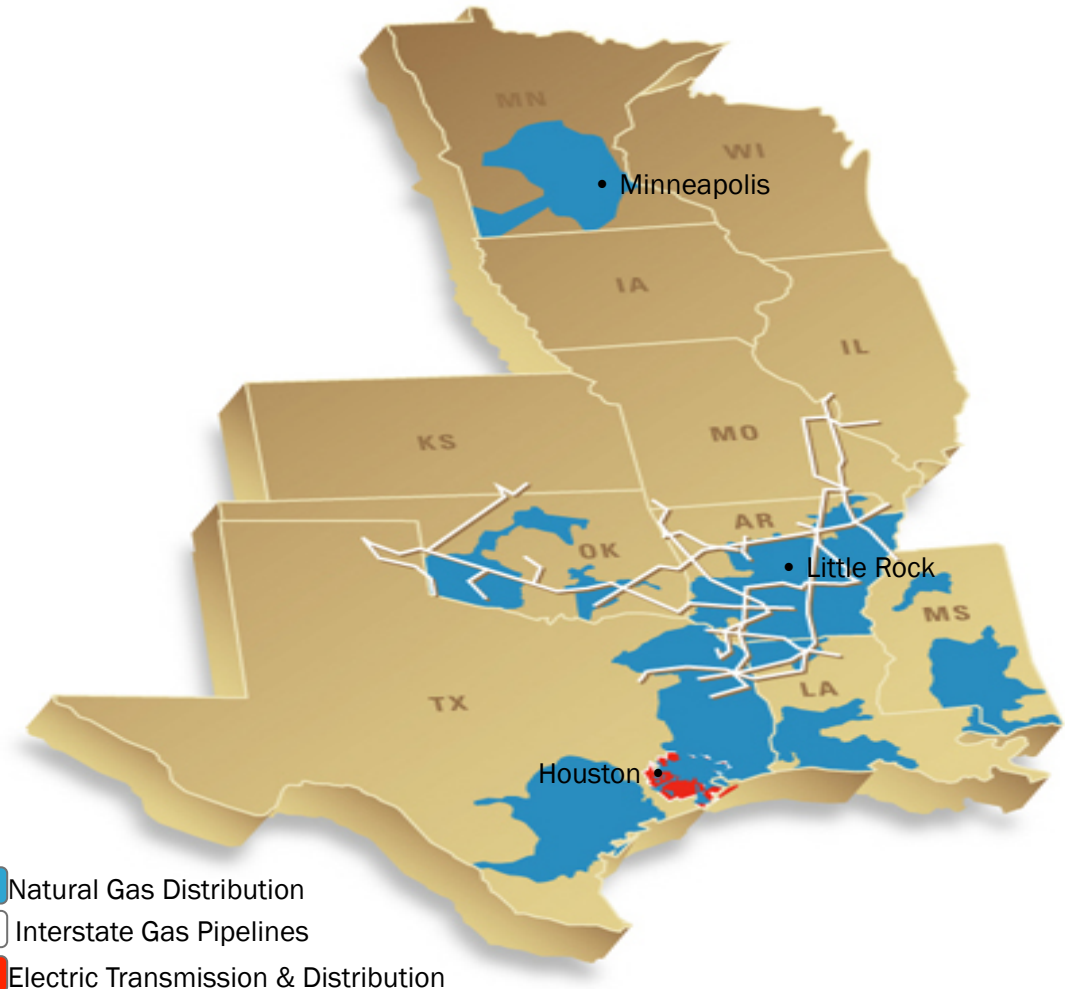 MN
WI
• Minneapolis
IA
IL
KS
MO
AR
OK
• Little Rock
MS
TX
LA
Houston •
Natural Gas Distribution
Interstate Gas Pipelines
Electric Transmission & Distribution